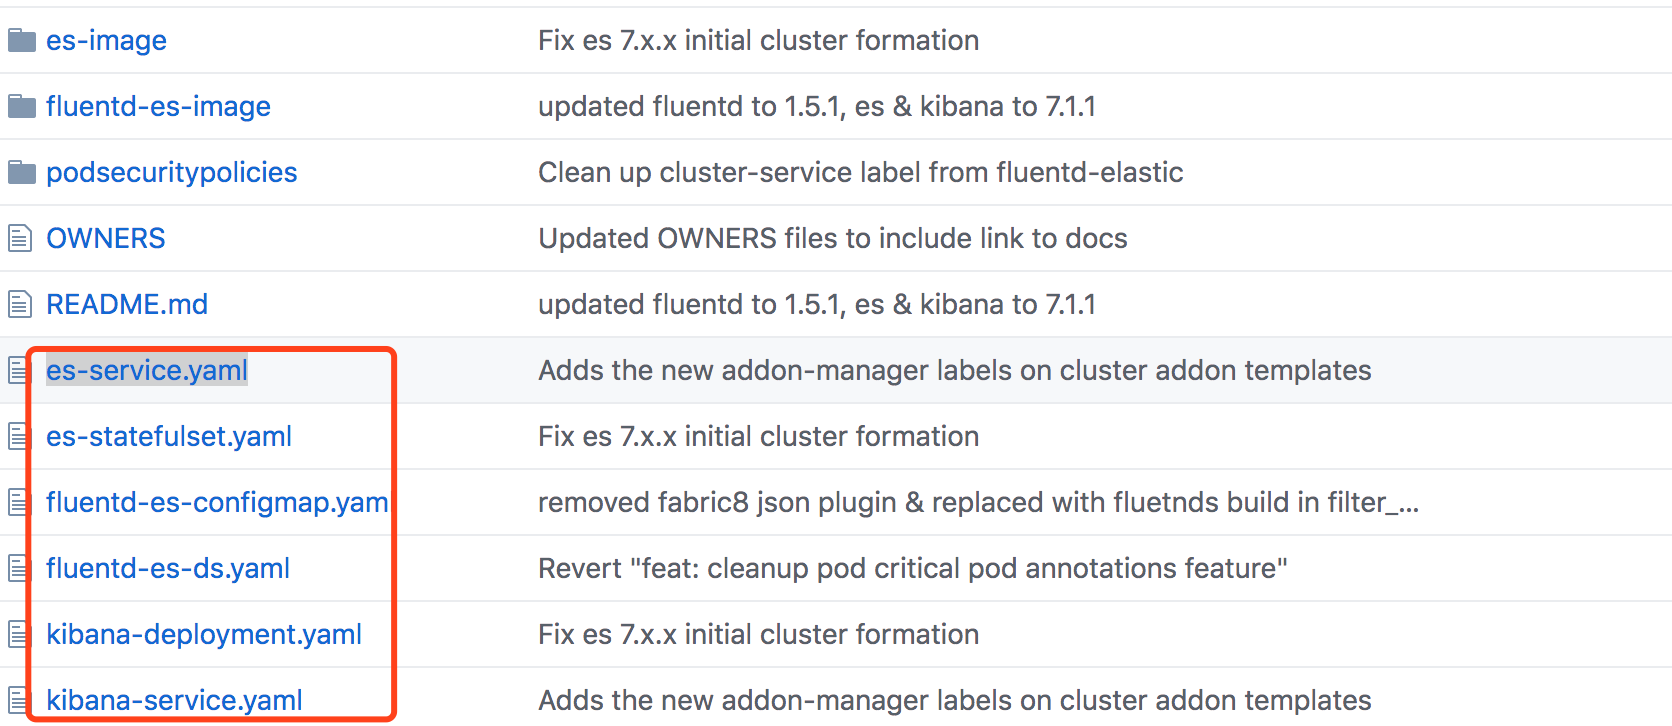 es-image Fix es 7.x.x initial cluster formation
fluentd-es-image updated fluentd to 1.5.1, es & kibana to 7.1.1
podsecuritypolicies Clean up cluster-service label from fluentd-elastic
OWNERS Updated OWNERS files to include link to docs
README.md updated fluentd to 1.5.1, es & kibana to 7.1.1
es-service.yaml Adds the new addon-manager labels on cluster addon templates
es-statefulset.yaml Fix es 7.x.x initial cluster formation
fluentd-es-configmap.yam removed fabric8 json plugin & replaced with fluetnds build in filter_...
fluentd-es-ds.yaml Revert "feat: cleanup pod critical pod annotations feature"
kibana-deployment.yaml Fix es 7.x.x initial cluster formation
kibana-service.yaml Adds the new addon-manager labels on cluster addon templates